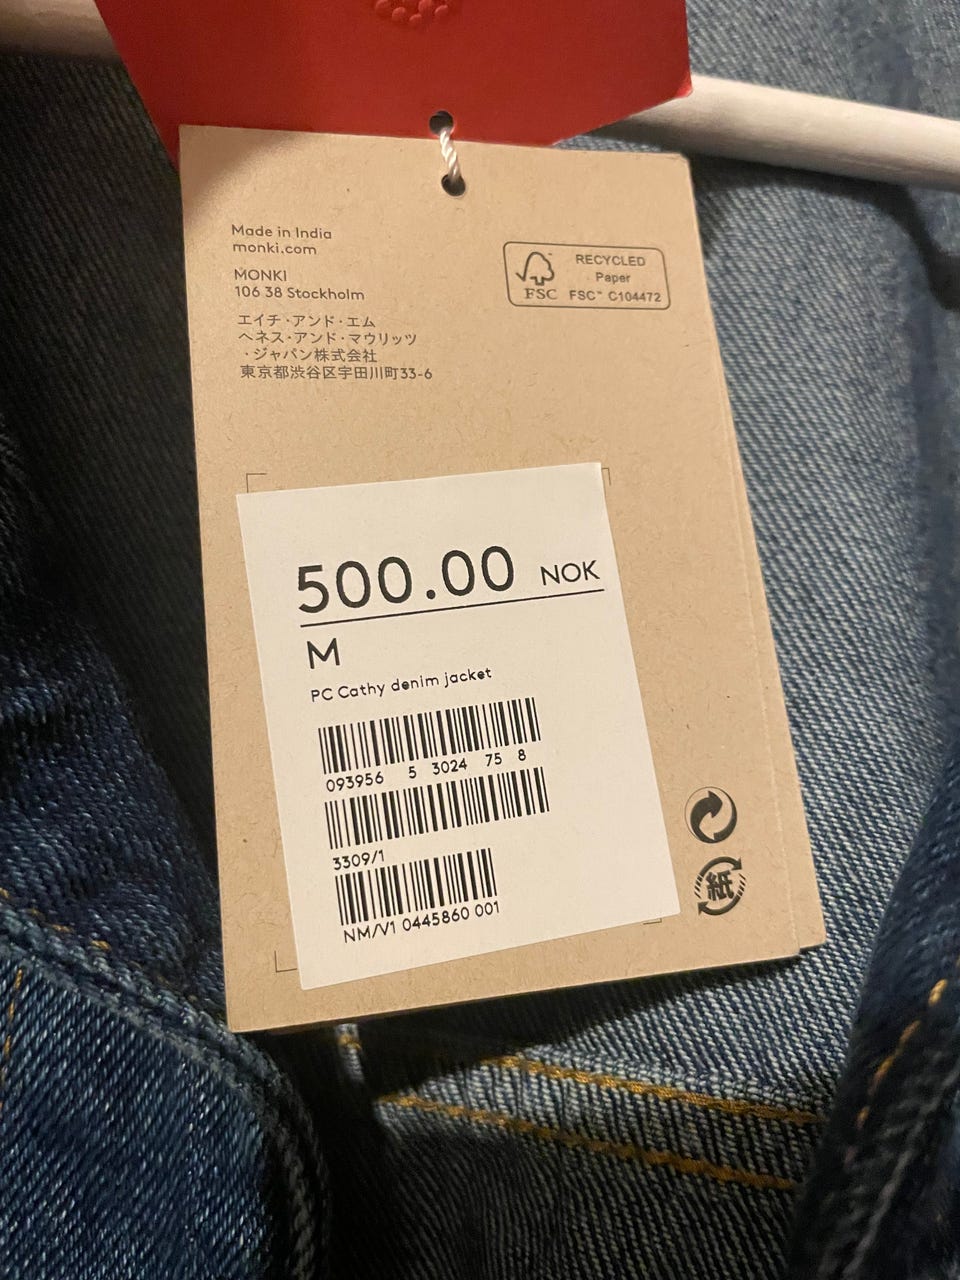 Made in India
monki.com
MONKI
106 38 Stockholm
エイチ・アンド・エム
ヘネス・アンド・マウリッツ
・ジャパン株式会社
東京都渋谷区宇田川町33-6
RECYCLED
Paper
FSC
FSC™ C104472
500.00 NOK
M
PC Cathy denim jacket
093956 5 3024 75 8
3309/1
NM/V1 0445860 001
紙